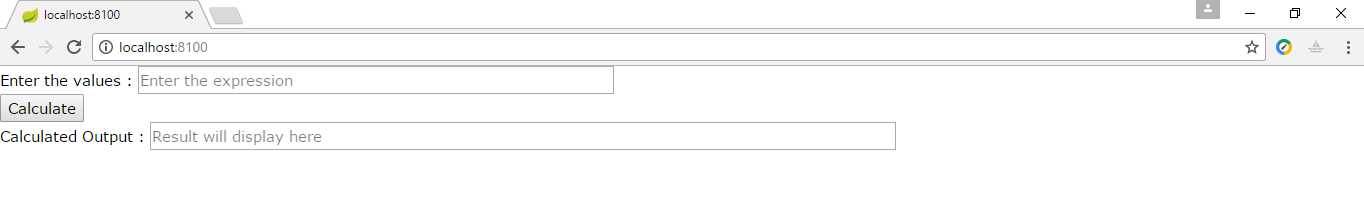 localhost:8100
localhost:8100
Enter the values : Enter the expression
Calculate
Calculated Output : Result will display here